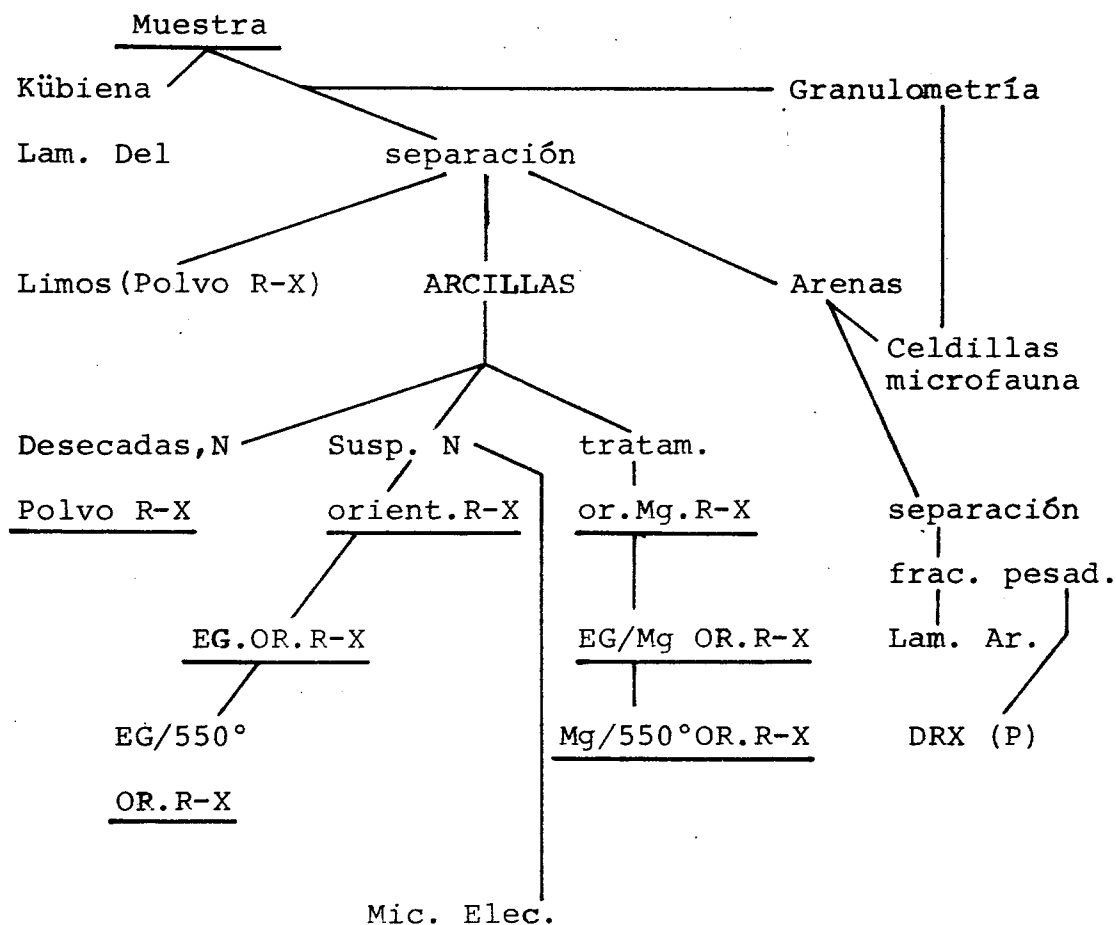 Muestra
Kübiena
Granulometría
Lam. Del
separación
Limos(Polvo R-X)
ARCILLAS
Arenas
Celdillas
microfauna
Desecadas,N
Susp. N
tratam.
Polvo R-X
orient.R-X
or.Mg.R-X
separación
frac. pesad.
EG.OR.R-X
EG/Mg OR.R-X
Lam. Ar.
EG/550°
Mg/550°OR.R-X
DRX (P)
OR.R-X
Mic. Elec.